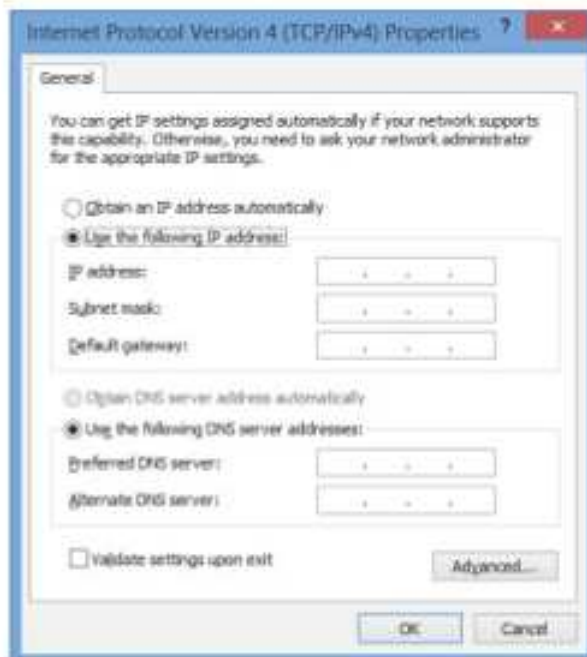 Internet Protocol Version 4 (TCP/IPv4) Properties ?
General
You can get IP settings assigned automatically if your network supports
this capability. Otherwise, you need to ask your network administrator
for the appropriate IP settings.
Obtain an IP address automatically
Use the following IP address:
IP address:
Subnet mask:
Default gateway:
Obtain DNS server address automatically
Use the following DNS server addresses:
Preferred DNS server:
Alternate DNS server:
Validate settings upon exit
Advanced...
OK Cancel